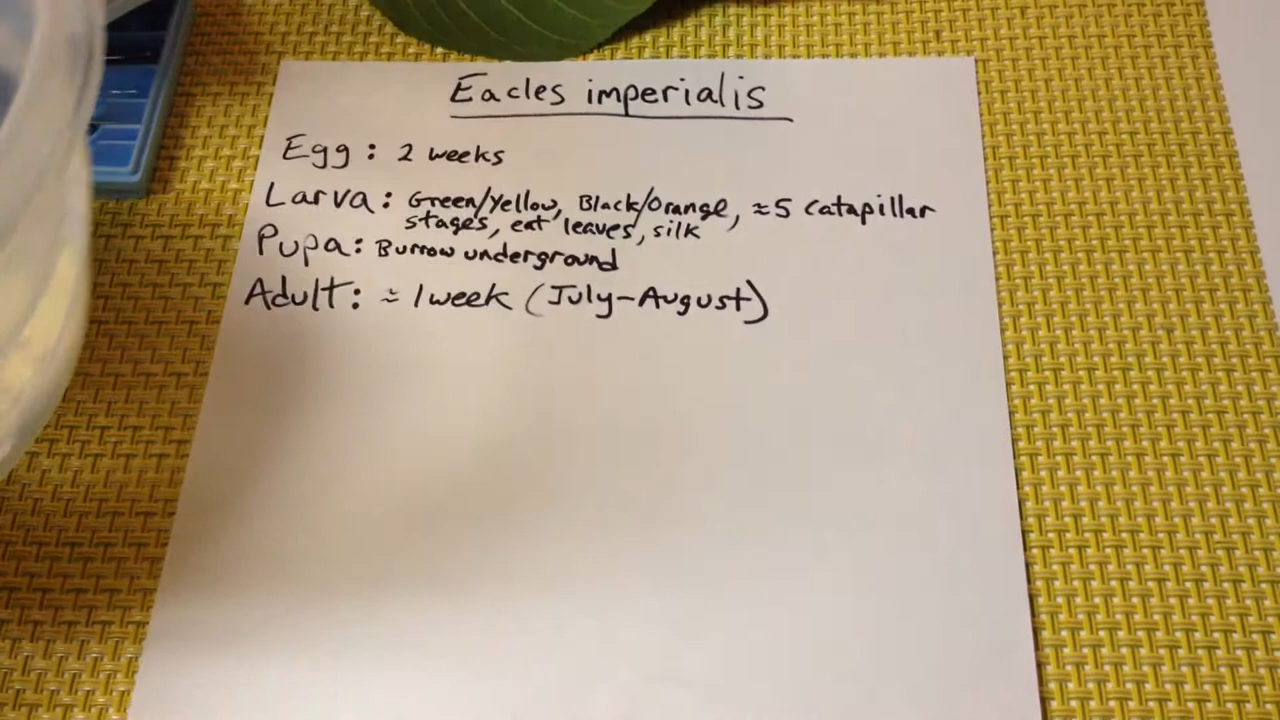 Eacles imperialis
Egg: 2 weeks
Larva: Green/Yellow, Black/Orange, ≈5 catapillar
stages, eat leaves, silk
Pupa: Burrow underground
Adult: ≈ 1 week (July-August)